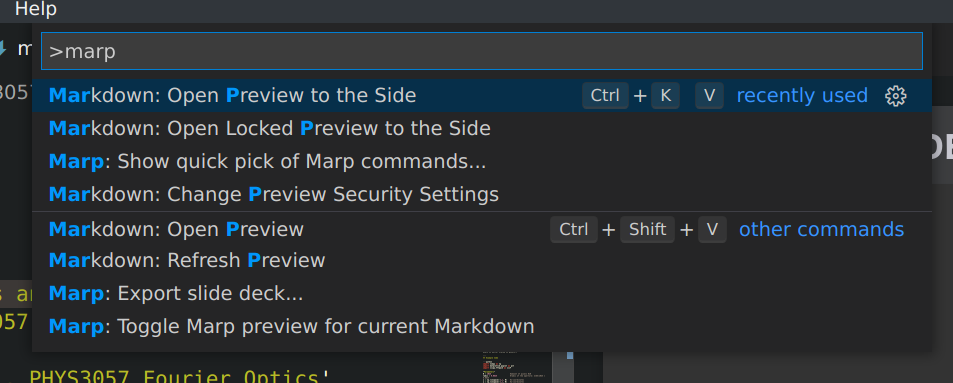 Help
m
>marp
3057
Markdown: Open Preview to the Side Ctrl + K V recently used
Markdown: Open Locked Preview to the Side
Marp: Show quick pick of Marp commands...
Markdown: Change Preview Security Settings
Markdown: Open Preview Ctrl + Shift + V other commands
Markdown: Refresh Preview
Marp: Export slide deck...
s a
057
Marp: Toggle Marp preview for current Markdown
PHYS3057 Fourier Optics'